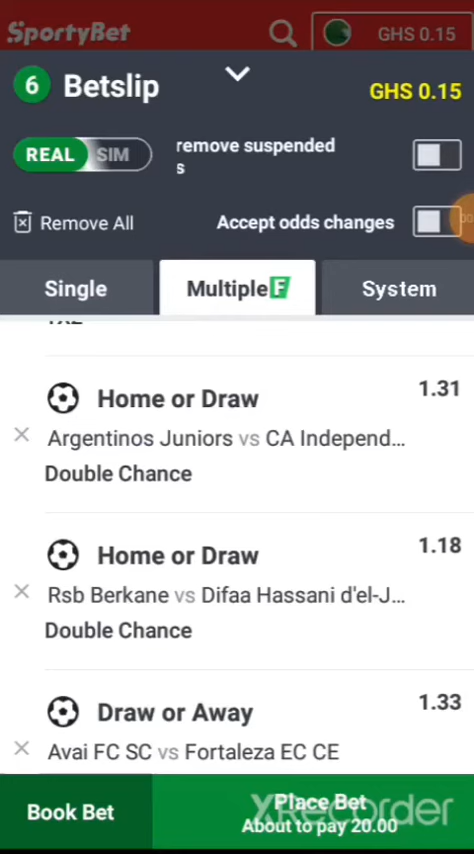 SportyBet
GHS 0.15
6 Betslip
GHS 0.15
REAL SIM
remove suspended
s
Remove All
Accept odds changes
Single
Multiple F
System
Home or Draw
1.31
Argentinos Juniors vs CA Independ...
Double Chance
Home or Draw
1.18
Rsb Berkane vs Difaa Hassani d'el-J...
Double Chance
Draw or Away
1.33
Avai FC SC vs Fortaleza EC CE
Book Bet
Place Bet
About to pay 20.00
XRecorder